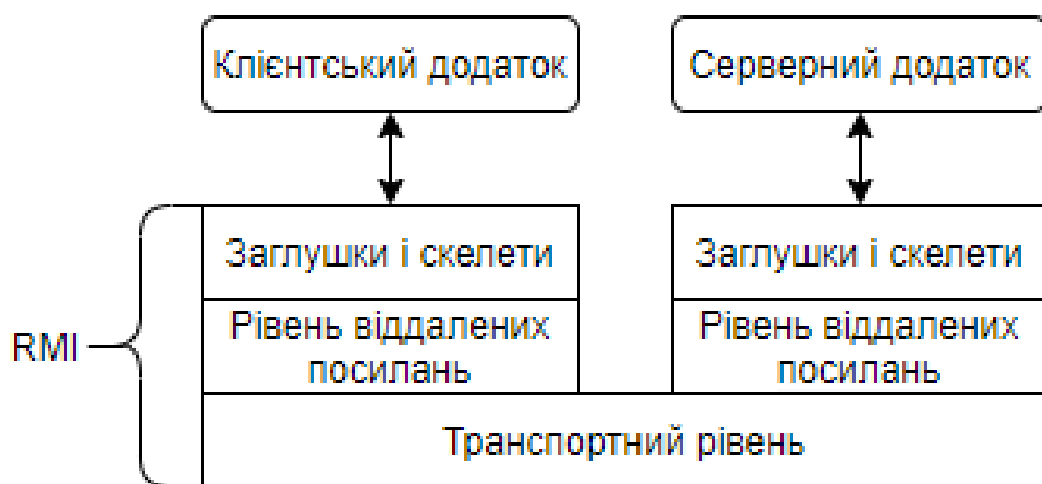 Клієнтський додаток
Серверний додаток
Заглушки і скелети
Заглушки і скелети
RMI
Рівень віддалених
посилань
Рівень віддалених
посилань
Транспортний рівень